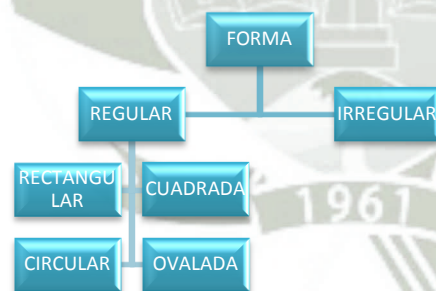 FORMA
REGULAR
IRREGULAR
RECTANGU
LAR
CUADRADA
1961
CIRCULAR
OVALADA